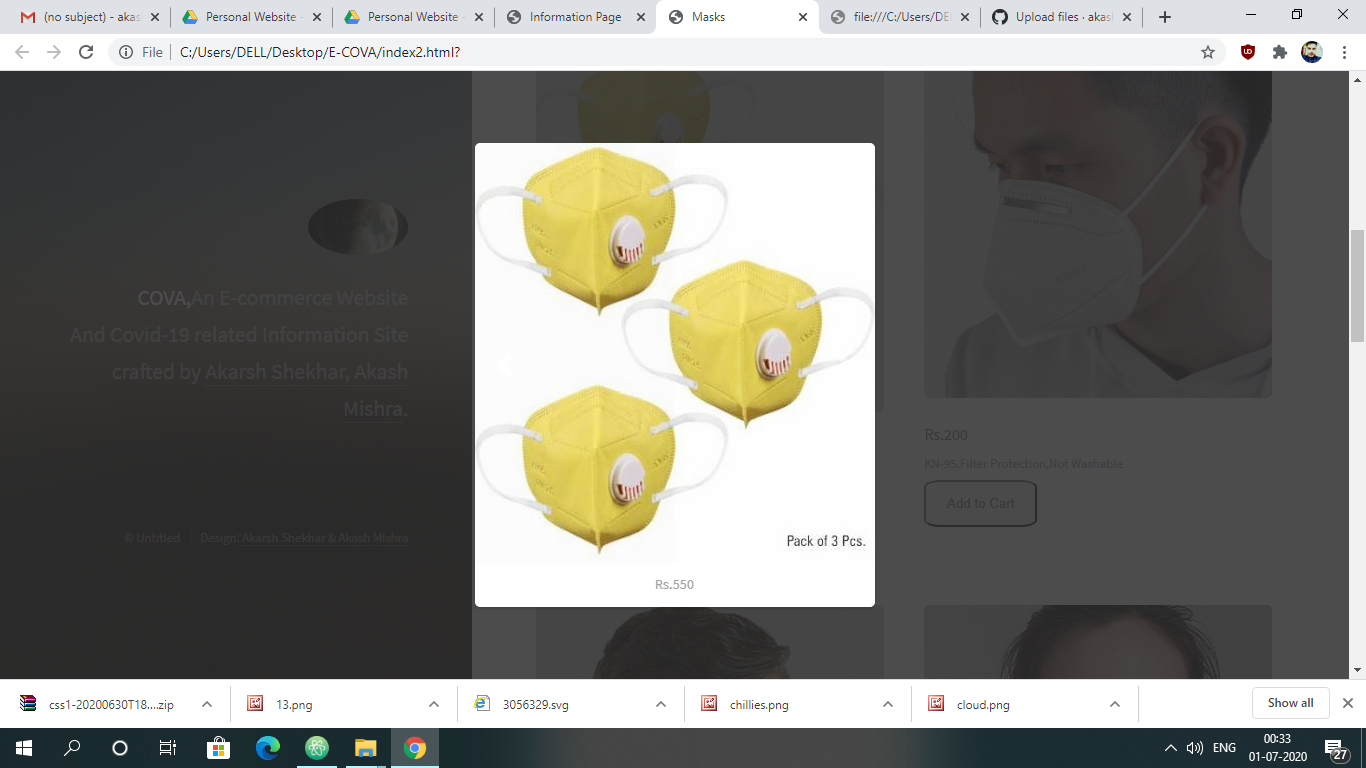 (no subject) - akas
Personal Website -
Personal Website -
Information Page
Masks
file:///C:/Users/DEL
Upload files · akash
File
C:/Users/DELL/Desktop/E-COVA/index2.html?
COVA,An E-commerce Website
And Covid-19 related Information Site
crafted by Akarsh Shekhar, Akash
Mishra.
© Untitled
Design: Akarsh Shekhar & Akash Mishra
Pack of 3 Pcs.
Rs.550
Rs.200
KN-95,Filter Protection,Not Washable
Add to Cart
css1-20200630T18....zip
13.png
3056329.svg
chillies.png
cloud.png
Show all
ENG
00:33
01-07-2020
27